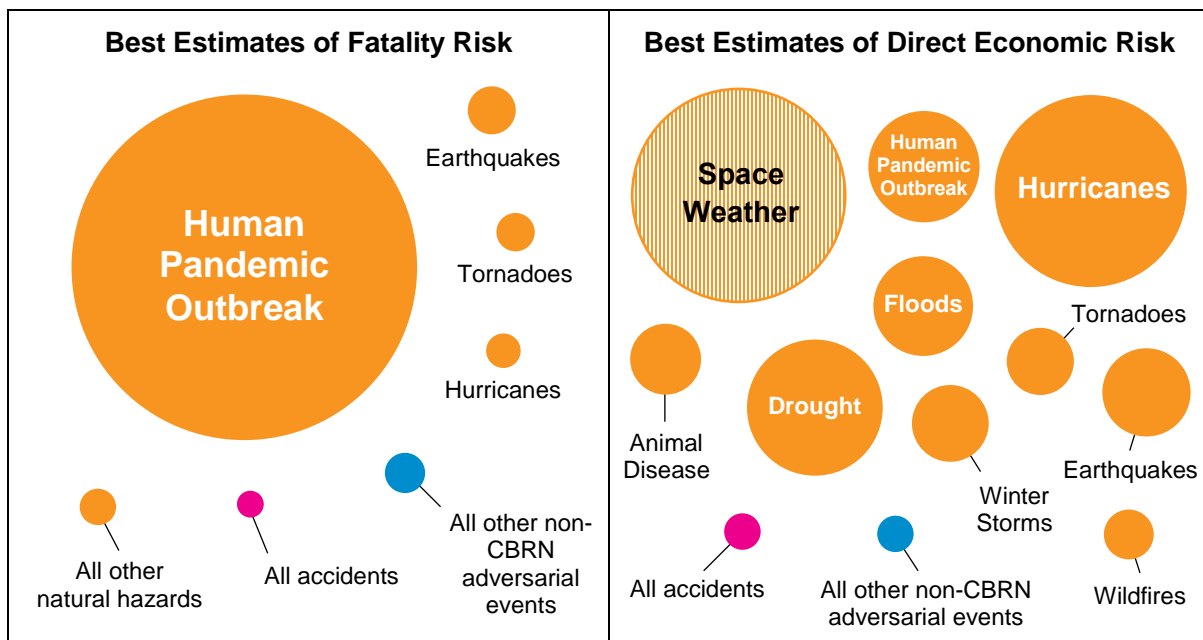 Best Estimates of Fatality Risk
Human
Pandemic
Outbreak
Earthquakes
Tornadoes
Hurricanes
All other
natural hazards
All accidents
All other non-
CBRN
adversarial
events
Best Estimates of Direct Economic Risk
Space
Weather
Human
Pandemic
Outbreak
Hurricanes
Floods
Tornadoes
Animal
Disease
Drought
Winter
Storms
Earthquakes
All accidents
All other non-CBRN
adversarial events
Wildfires